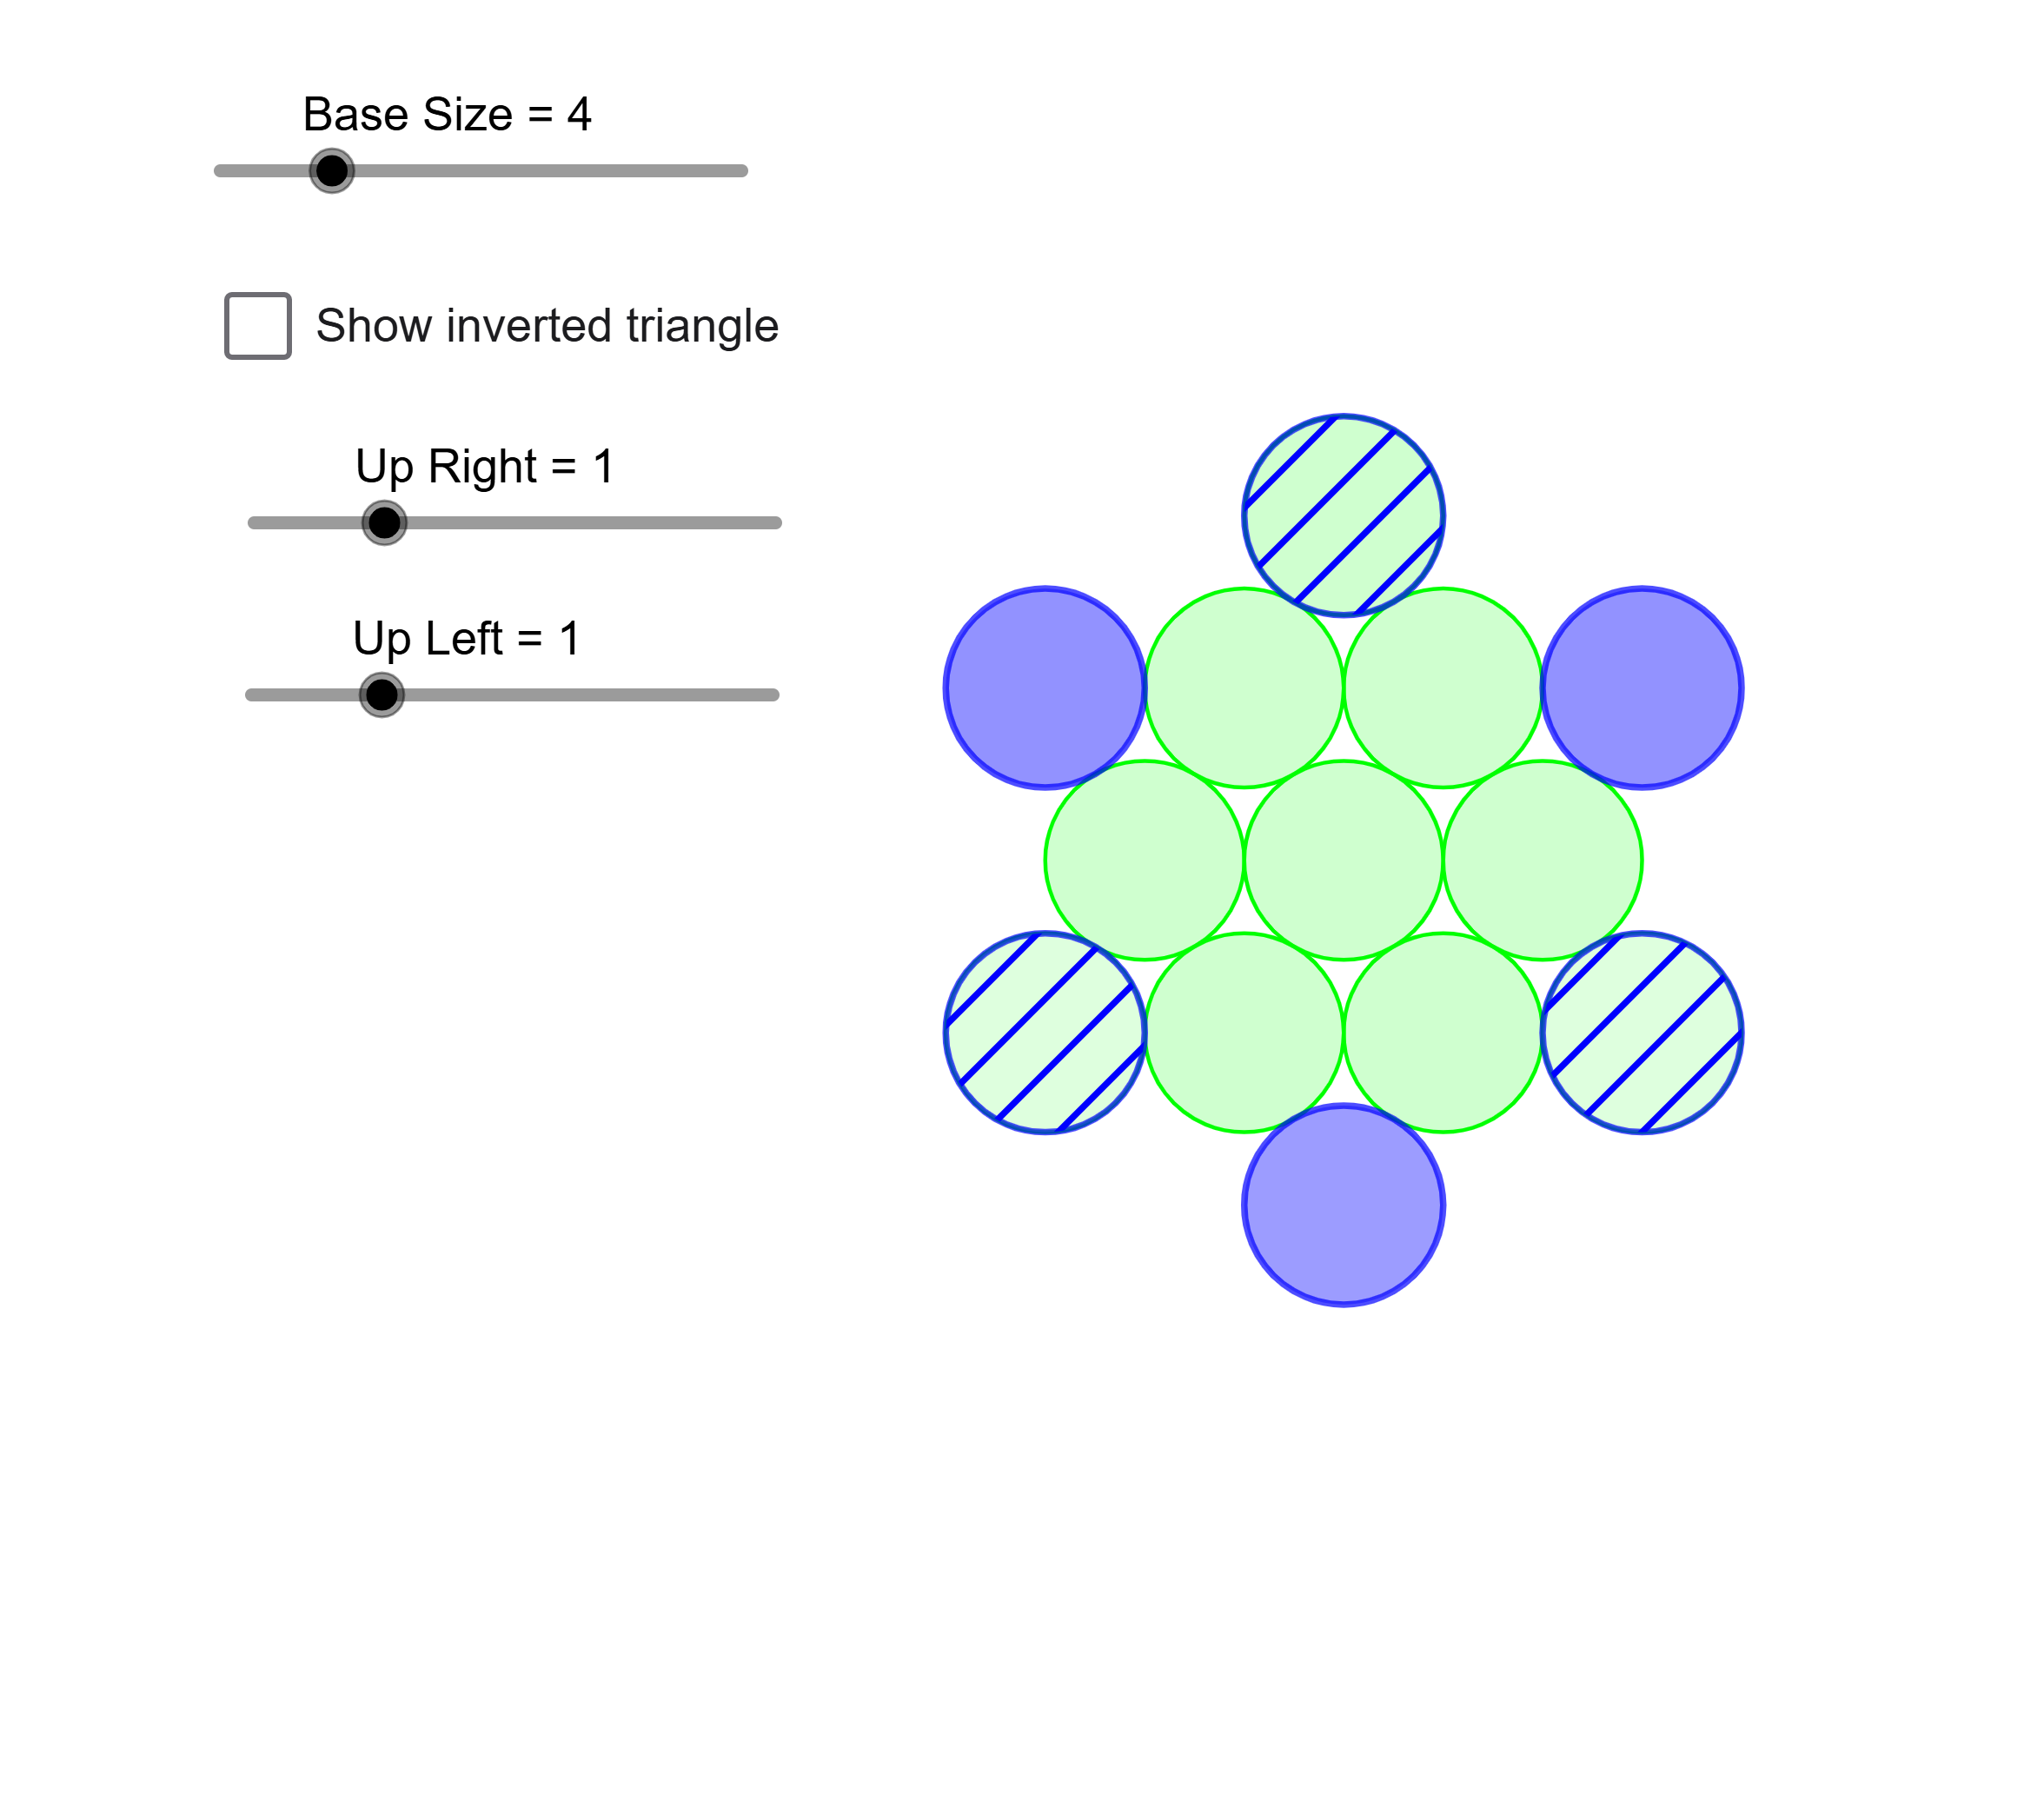 Base Size = 4
Show inverted triangle
Up Right = 1
Up Left = 1